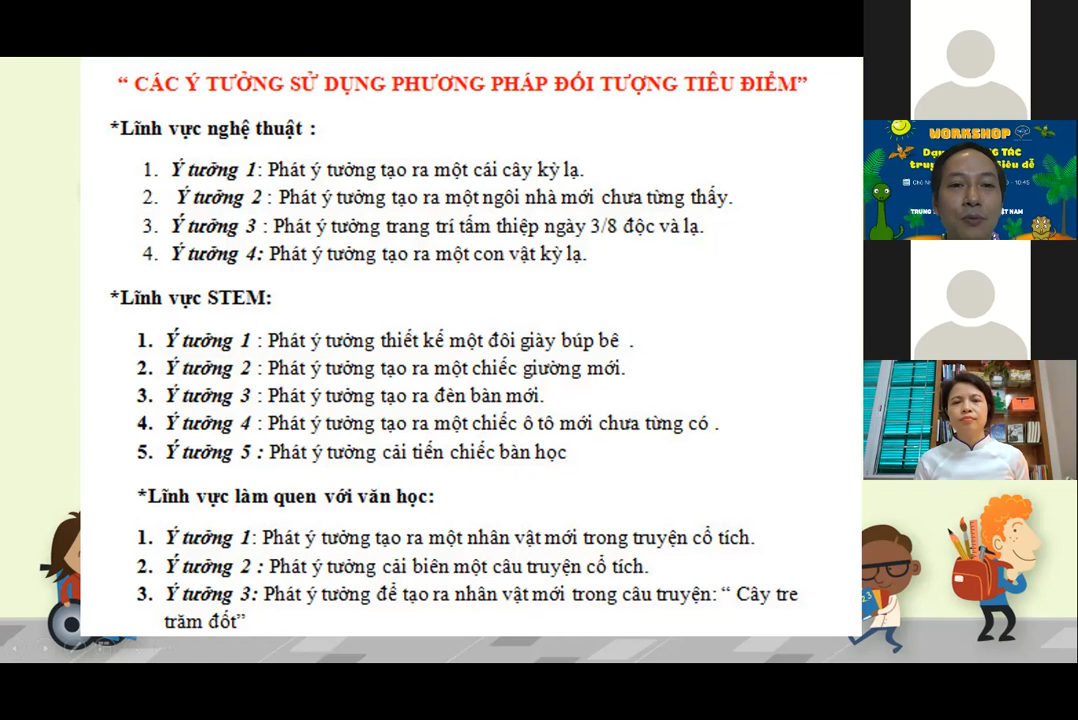 “ CÁC Ý TƯỞNG SỬ DỤNG PHƯƠNG PHÁP ĐỐI TƯỢNG TIÊU ĐIỂM”
*Lĩnh vực nghệ thuật :
1. Ý tưởng 1: Phát ý tưởng tạo ra một cái cây kỳ lạ.
2. Ý tưởng 2 : Phát ý tưởng tạo ra một ngôi nhà mới chưa từng thấy.
3. Ý tưởng 3 : Phát ý tưởng trang trí tấm thiệp ngày 3/8 độc và lạ.
4. Ý tưởng 4: Phát ý tưởng tạo ra một con vật kỳ lạ.
*Lĩnh vực STEM:
1. Ý tưởng 1 : Phát ý tưởng thiết kế một đôi giày búp bê .
2. Ý tưởng 2 : Phát ý tưởng tạo ra một chiếc giường mới.
3. Ý tưởng 3 : Phát ý tưởng tạo ra đèn bàn mới.
4. Ý tưởng 4 : Phát ý tưởng tạo ra một chiếc ô tô mới chưa từng có .
5. Ý tưởng 5 : Phát ý tưởng cải tiến chiếc bàn học
*Lĩnh vực làm quen với văn học:
1. Ý tưởng 1: Phát ý tưởng tạo ra một nhân vật mới trong truyện cổ tích.
2. Ý tưởng 2 : Phát ý tưởng cải biên một câu truyện cổ tích.
3. Ý tưởng 3: Phát ý tưởng để tạo ra nhân vật mới trong câu truyện: “ Cây tre
trăm đốt”
WORKSHOP
TÁC
siêu dễ
10:45
TRUNG
NAM
123